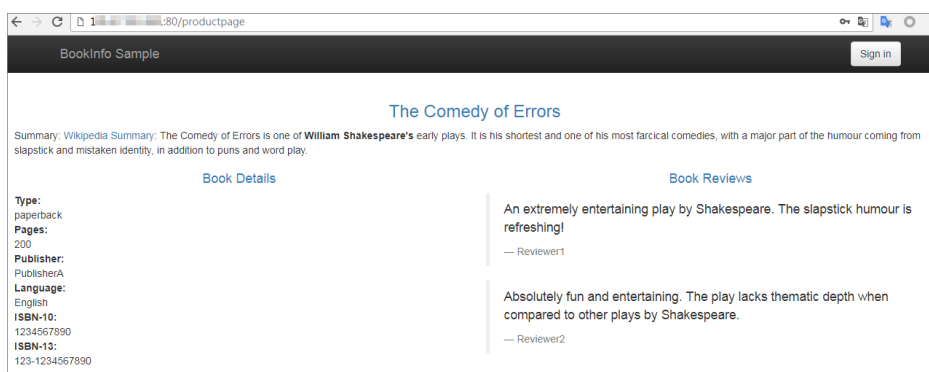 1 :80/productpage
BookInfo Sample
Sign in
The Comedy of Errors
Summary: Wikipedia Summary: The Comedy of Errors is one of William Shakespeare's early plays. It is his shortest and one of his most farcical comedies, with a major part of the humour coming from
slapstick and mistaken identity, in addition to puns and word play.
Book Details
Type:
paperback
Pages:
200
Publisher:
PublisherA
Language:
English
ISBN-10:
1234567890
ISBN-13:
123-1234567890
Book Reviews
An extremely entertaining play by Shakespeare. The slapstick humour is
refreshing!
— Reviewer1
Absolutely fun and entertaining. The play lacks thematic depth when
compared to other plays by Shakespeare.
— Reviewer2